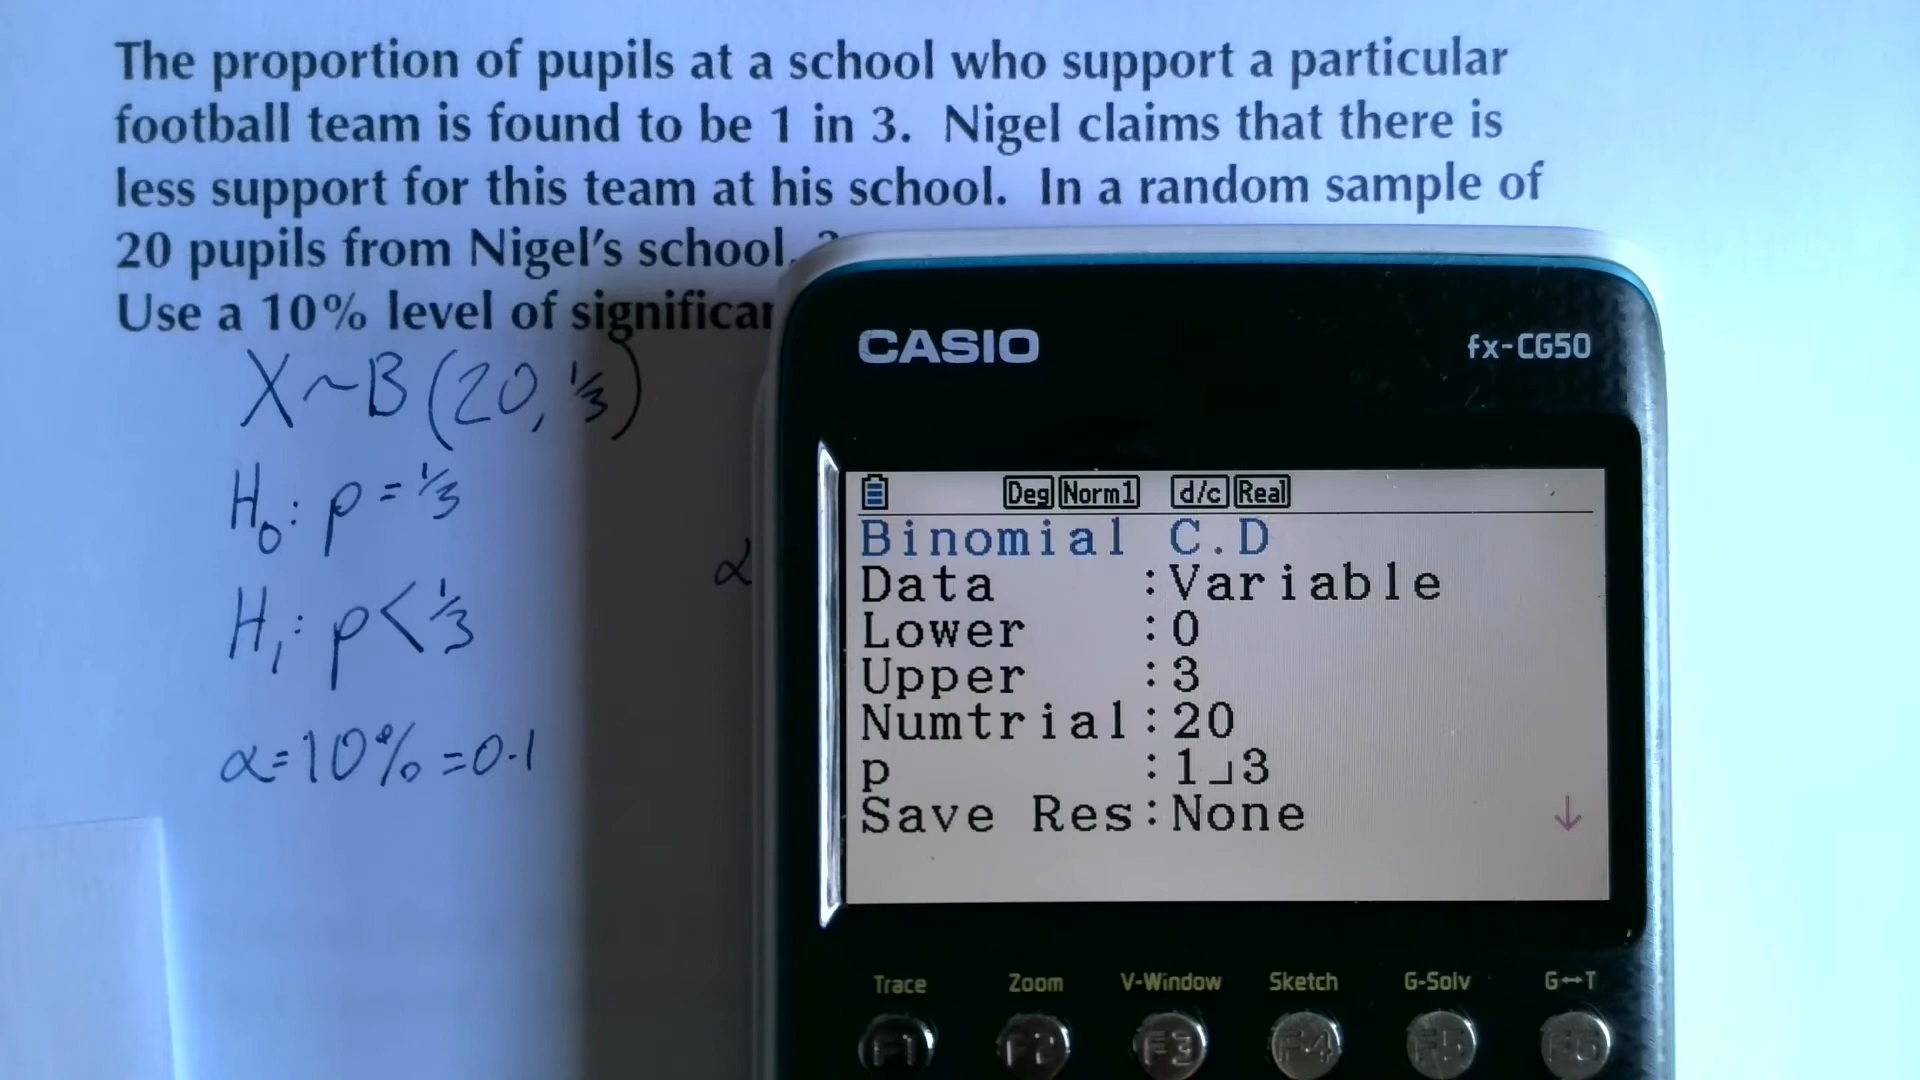 The proportion of pupils at a school who support a particular
football team is found to be 1 in 3. Nigel claims that there is
less support for this team at his school. In a random sample of
20 pupils from Nigel's school,
Use a 10% level of
X~B(20, 1/3)
H₀: p = 1/3
H₁: p < 1/3
α = 10% = 0.1
α
CASIO
fx-CG50
Deg Norm1 d/c Real
Binomial C.D
Data :Variable
Lower :0
Upper :3
Numtrial:20
p :1⌟3
Save Res:None
↓
Trace Zoom V-Window Sketch G-Solv G↔T
F1 F2 F3 F4 F5 F6